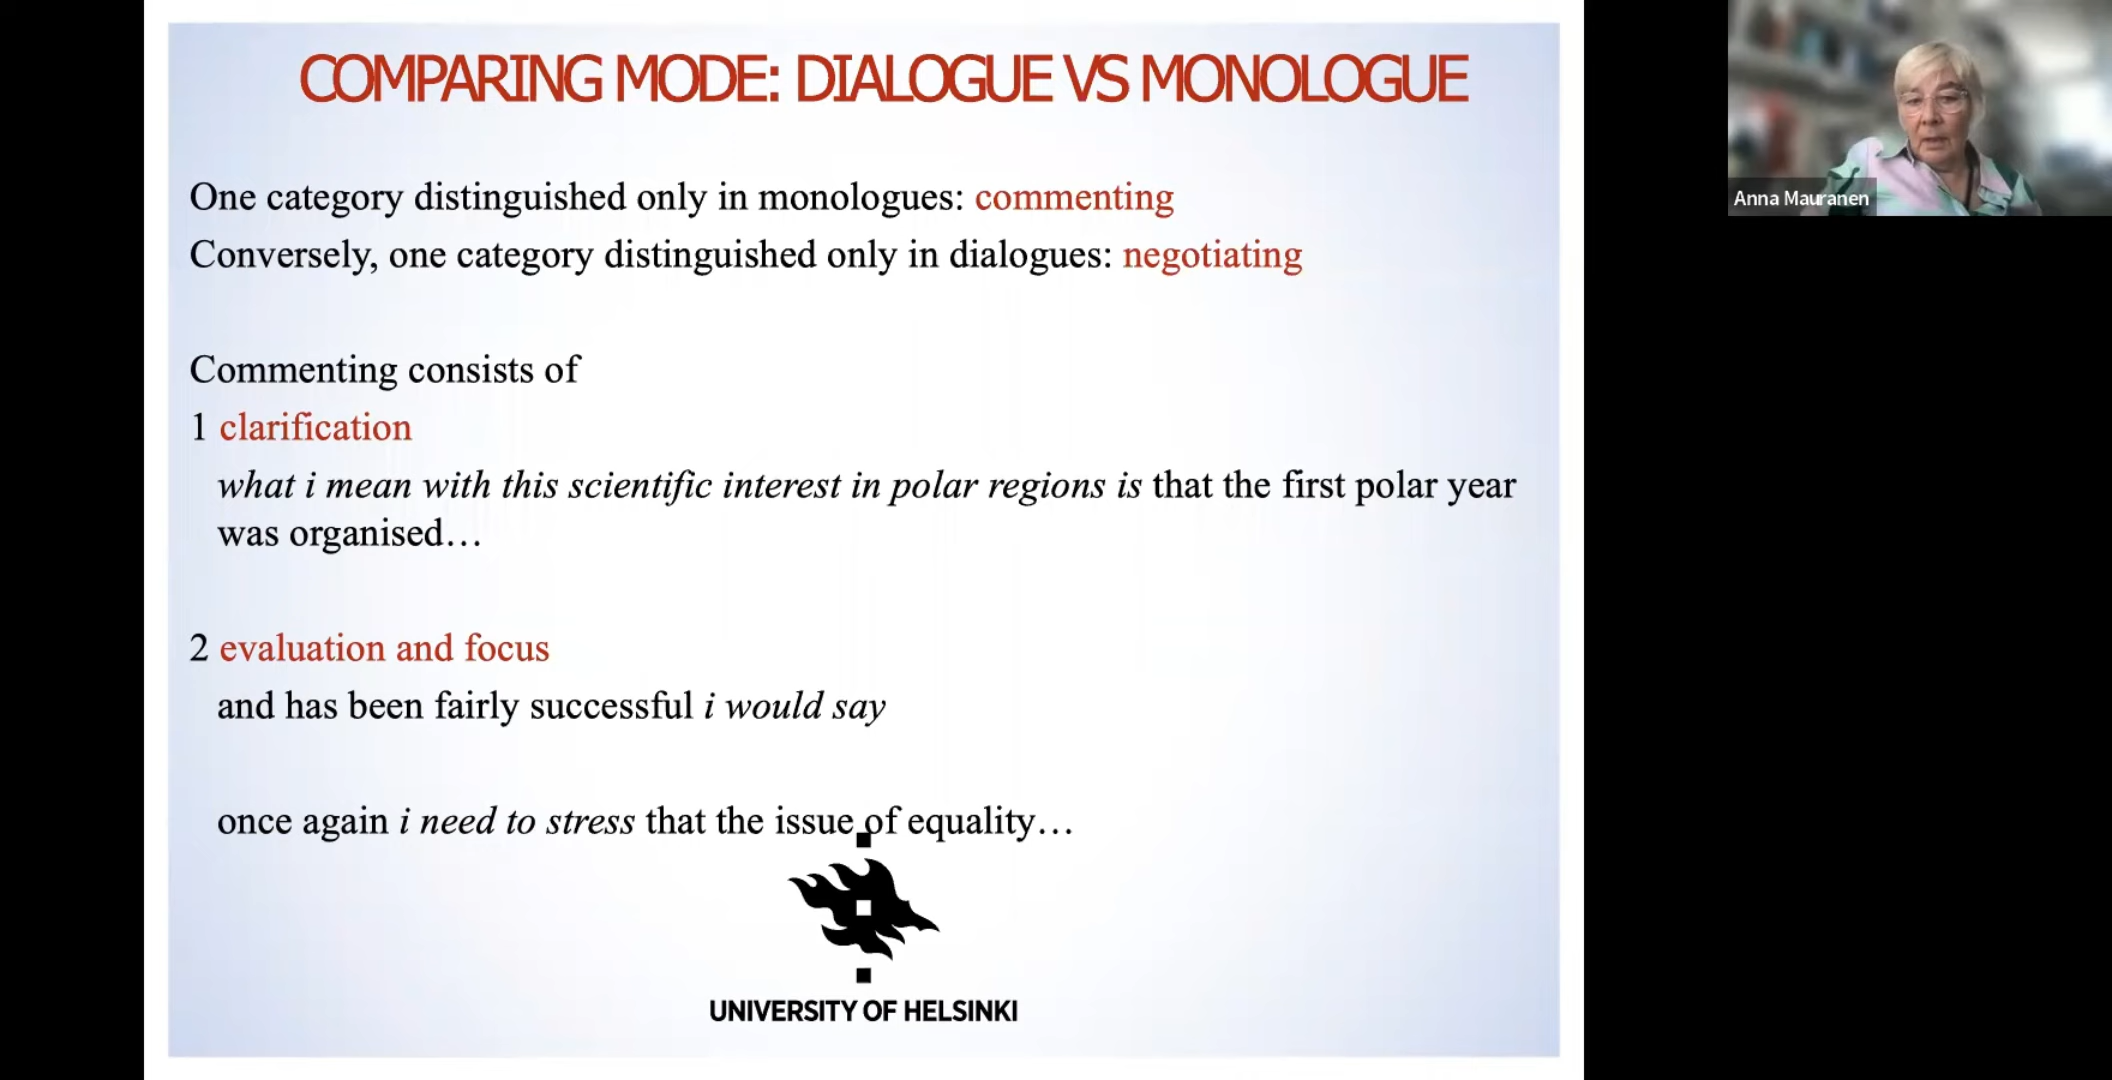 COMPARING MODE: DIALOGUE VS MONOLOGUE
Anna Mauranen
One category distinguished only in monologues: commenting
Conversely, one category distinguished only in dialogues: negotiating
Commenting consists of
1 clarification
what i mean with this scientific interest in polar regions is that the first polar year
was organised…
2 evaluation and focus
and has been fairly successful i would say
once again i need to stress that the issue of equality…
UNIVERSITY OF HELSINKI